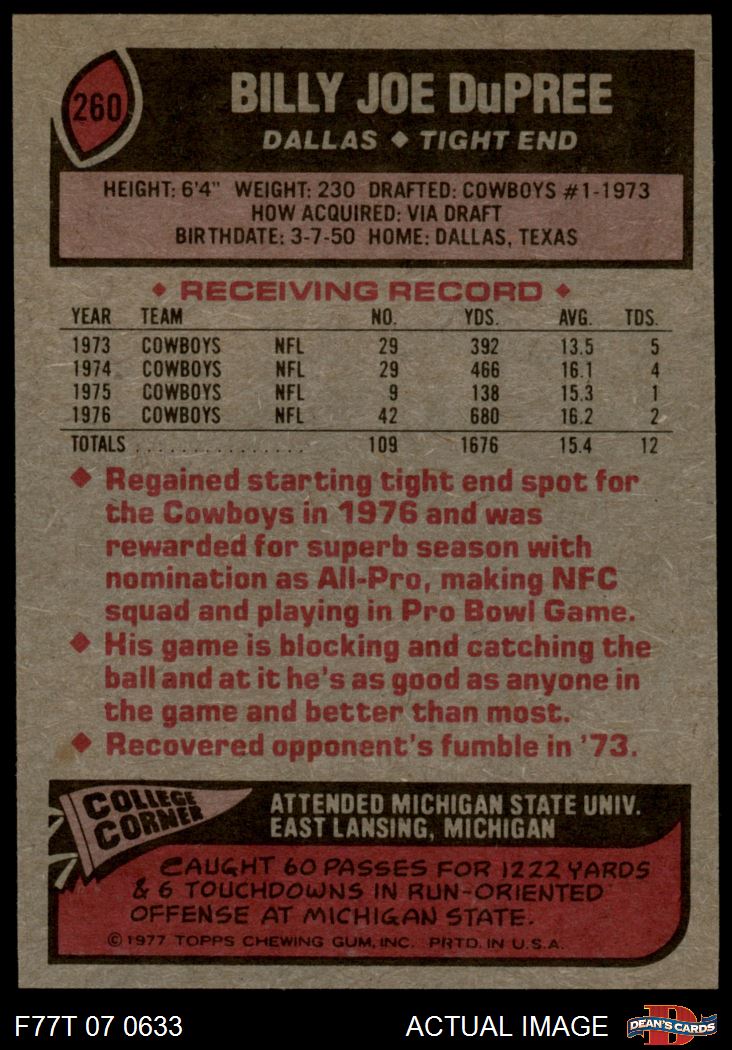 260
BILLY JOE DuPREE
DALLAS ◆ TIGHT END
HEIGHT: 6'4" WEIGHT: 230 DRAFTED: COWBOYS #1-1973
HOW ACQUIRED: VIA DRAFT
BIRTHDATE: 3-7-50 HOME: DALLAS, TEXAS
◆ RECEIVING RECORD ◆
YEAR TEAM NO. YDS. AVG. TDS.
1973 COWBOYS NFL 29 392 13.5 5
1974 COWBOYS NFL 29 466 16.1 4
1975 COWBOYS NFL 9 138 15.3 1
1976 COWBOYS NFL 42 680 16.2 2
TOTALS . . . . . . . . . . . . . . . . 109 1676 15.4 12
◆ Regained starting tight end spot for
the Cowboys in 1976 and was
rewarded for superb season with
nomination as All-Pro, making NFC
squad and playing in Pro Bowl Game.
◆ His game is blocking and catching the
ball and at it he's as good as anyone in
the game and better than most.
◆ Recovered opponent's fumble in '73.
COLLEGE
CORNER
ATTENDED MICHIGAN STATE UNIV.
EAST LANSING, MICHIGAN
CAUGHT 60 PASSES FOR 1222 YARDS
& 6 TOUCHDOWNS IN RUN-ORIENTED
OFFENSE AT MICHIGAN STATE.
© 1977 TOPPS CHEWING GUM, INC. PRTD. IN U.S.A.
F77T 07 0633 ACTUAL IMAGE
D
DEAN'S CARDS